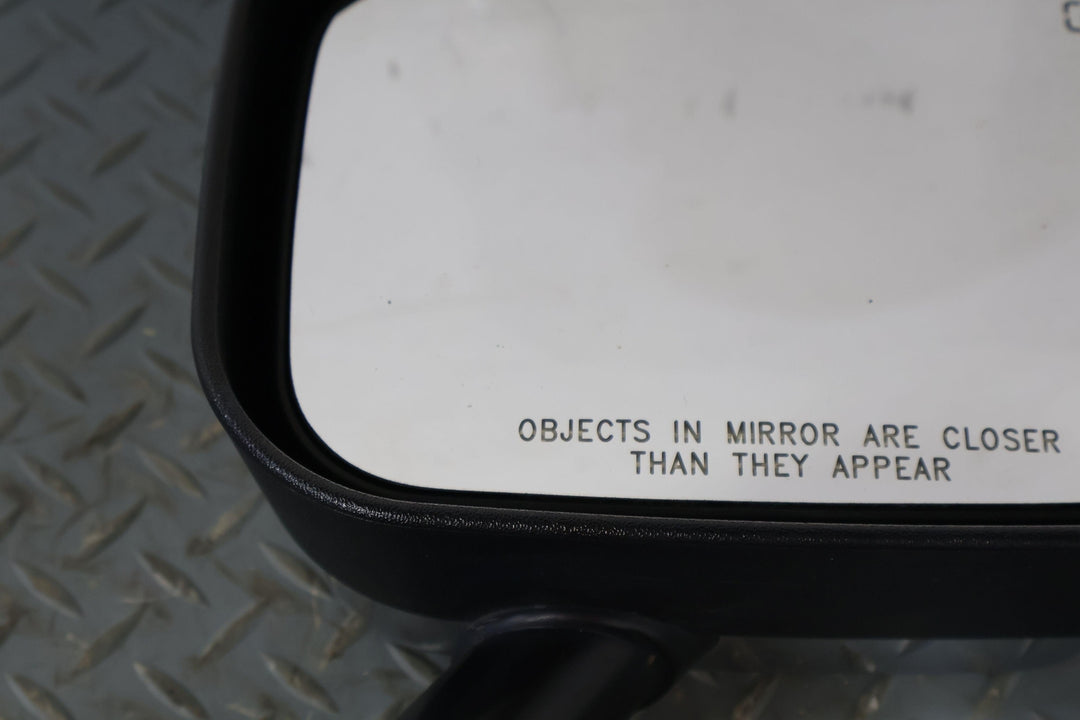 OBJECTS IN MIRROR ARE CLOSER
THAN THEY APPEAR